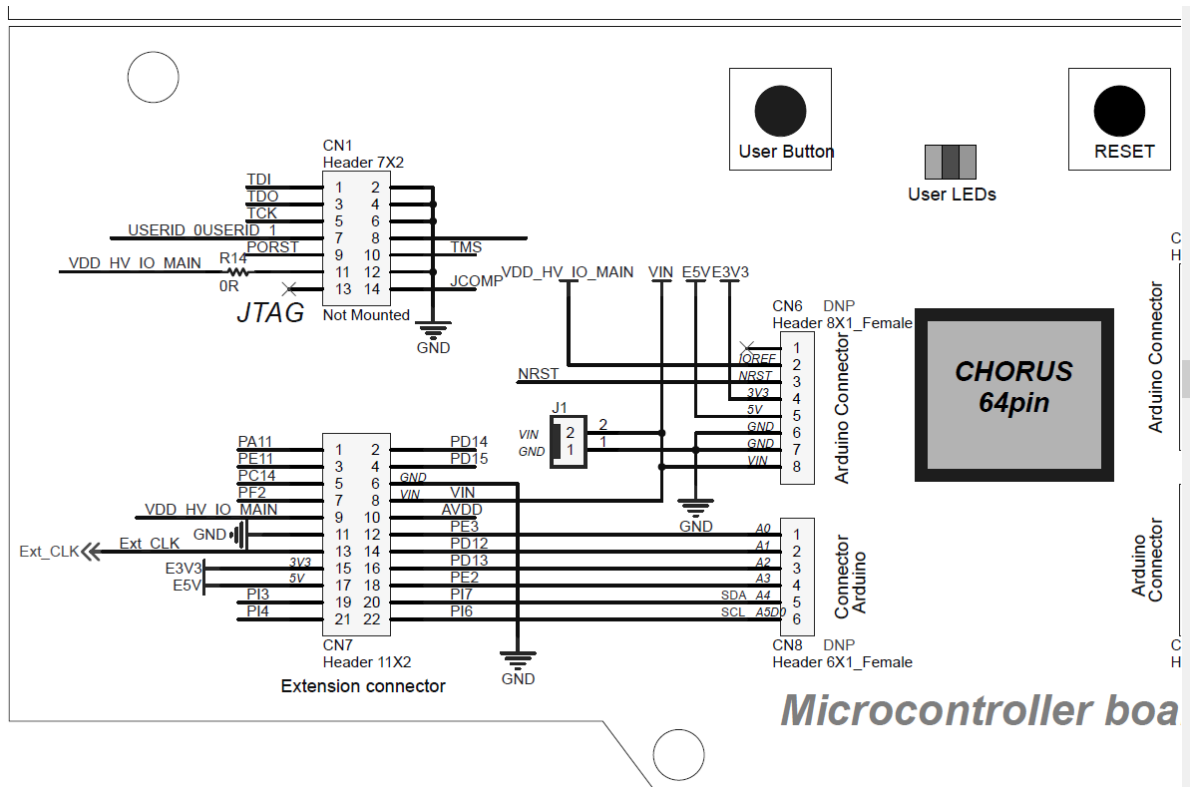 User Button
RESET
User LEDs
CN1
Header 7X2
TDI 1 2
TDO 3 4
TCK 5 6
USERID_0USERID_1 7 8
PORST 9 10 TMS
VDD_HV_IO_MAIN R14 11 12
0R 13 14 JCOMP
JTAG Not Mounted
GND
VDD_HV_IO_MAIN VIN E5V E3V3
CN6 DNP
Header 8X1_Female
1
IOREF 2
NRST NRST 3
3V3 4
5V 5
GND 6
GND 7
VIN 8
Arduino Connector
J1
VIN 2 2
GND 1 1
GND
CHORUS
64pin
Arduino Connector
C
H
PA11 1 2 PD14
PE11 3 4 PD15
PC14 5 6 GND
PF2 7 8 VIN VIN
VDD_HV_IO_MAIN 9 10 AVDD
GND 11 12 PE3 A0 1
Ext_CLK Ext_CLK 13 14 PD12 A1 2
E3V3 3V3 15 16 PD13 A2 3
E5V 5V 17 18 PE2 A3 4
PI3 19 20 PI7 SDA A4 5
PI4 21 22 PI6 SCL A5D0 6
Connector
Arduino
Arduino
Connector
CN7
Header 11X2
Extension connector
GND
CN8 DNP
Header 6X1_Female
C
H
Microcontroller boa